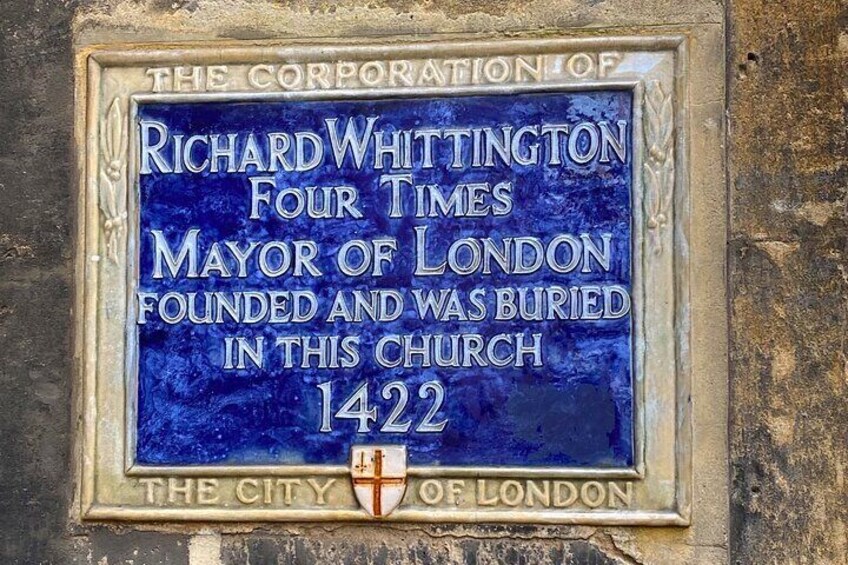 THE CORPORATION OF
RICHARD WHITTINGTON
FOUR TIMES
MAYOR OF LONDON
FOUNDED AND WAS BURIED
IN THIS CHURCH
1422
THE CITY OF LONDON